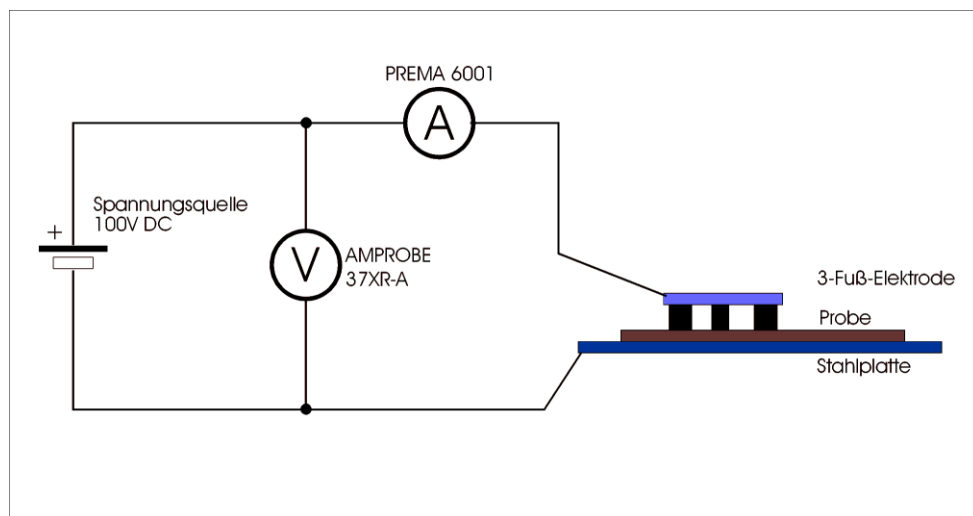 PREMA 6001
A
+
Spannungsquelle
100V DC
V
AMPROBE
37XR-A
3-Fuß-Elektrode
Probe
Stahlplatte